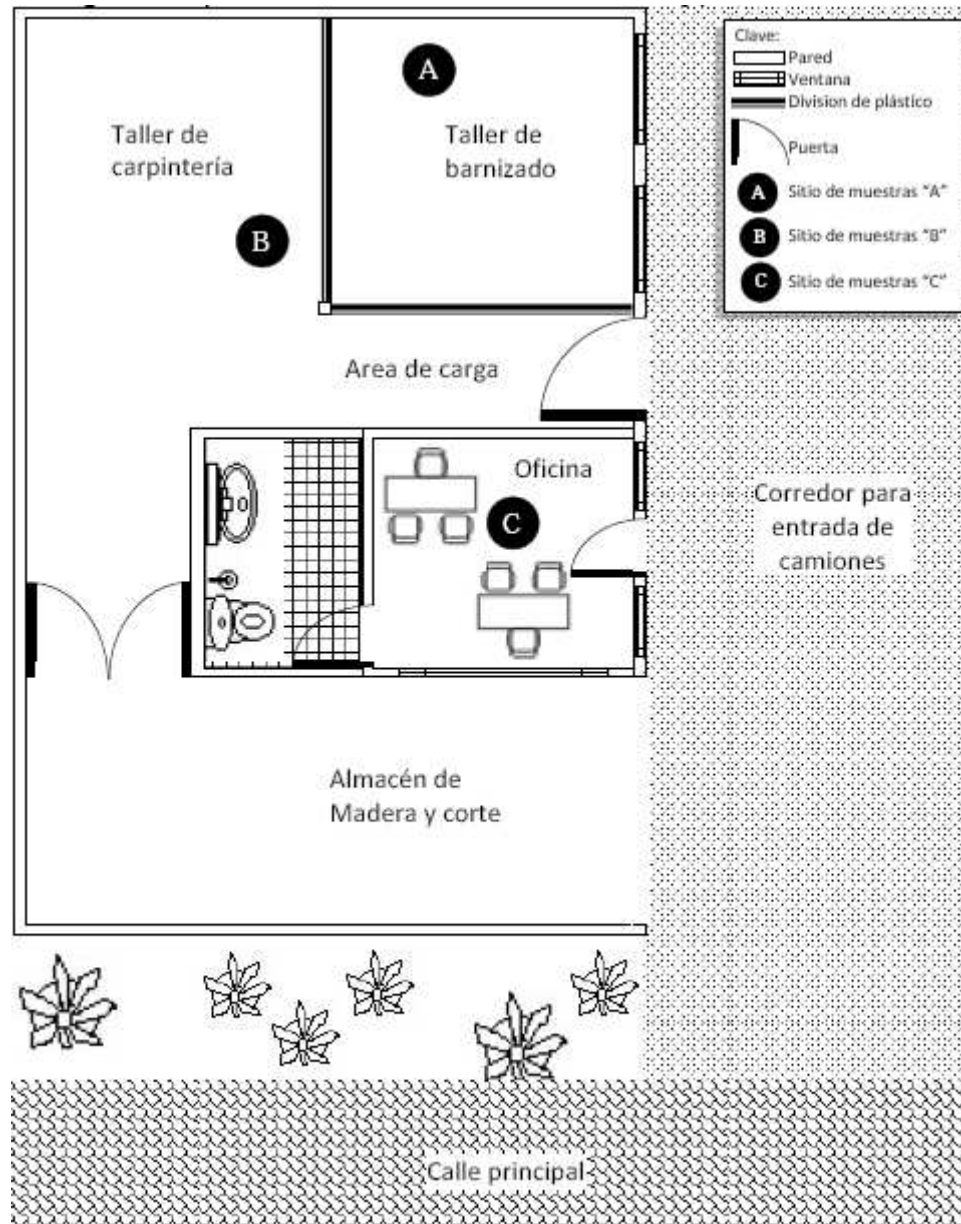 Clave:
Pared
Ventana
Division de plástico
Puerta
A Sitio de muestras "A"
B Sitio de muestras "B"
C Sitio de muestras "C"
A
Taller de
carpintería
Taller de
barnizado
B
Area de carga
Oficina
C
Corredor para
entrada de
camiones
Almacén de
Madera y corte
Calle principal